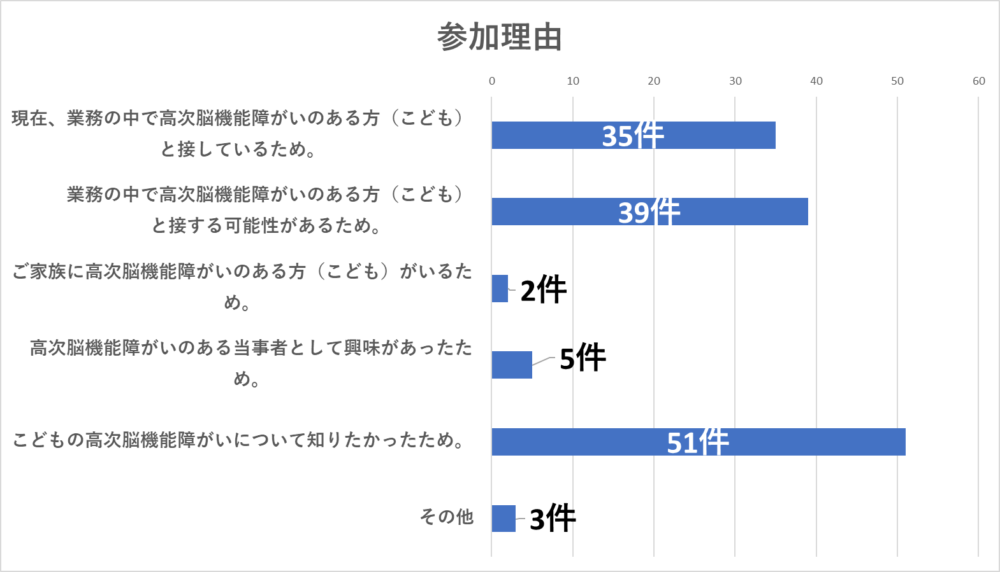 参加理由
0 10 20 30 40 50 60
現在、業務の中で高次脳機能障がいのある方（こども）
と接しているため。
35件
業務の中で高次脳機能障がいのある方（こども）
と接する可能性があるため。
39件
ご家族に高次脳機能障がいのある方（こども）がいるた
め。
2件
高次脳機能障がいのある当事者として興味があったた
め。
5件
こどもの高次脳機能障がいについて知りたかったため。
51件
その他
3件